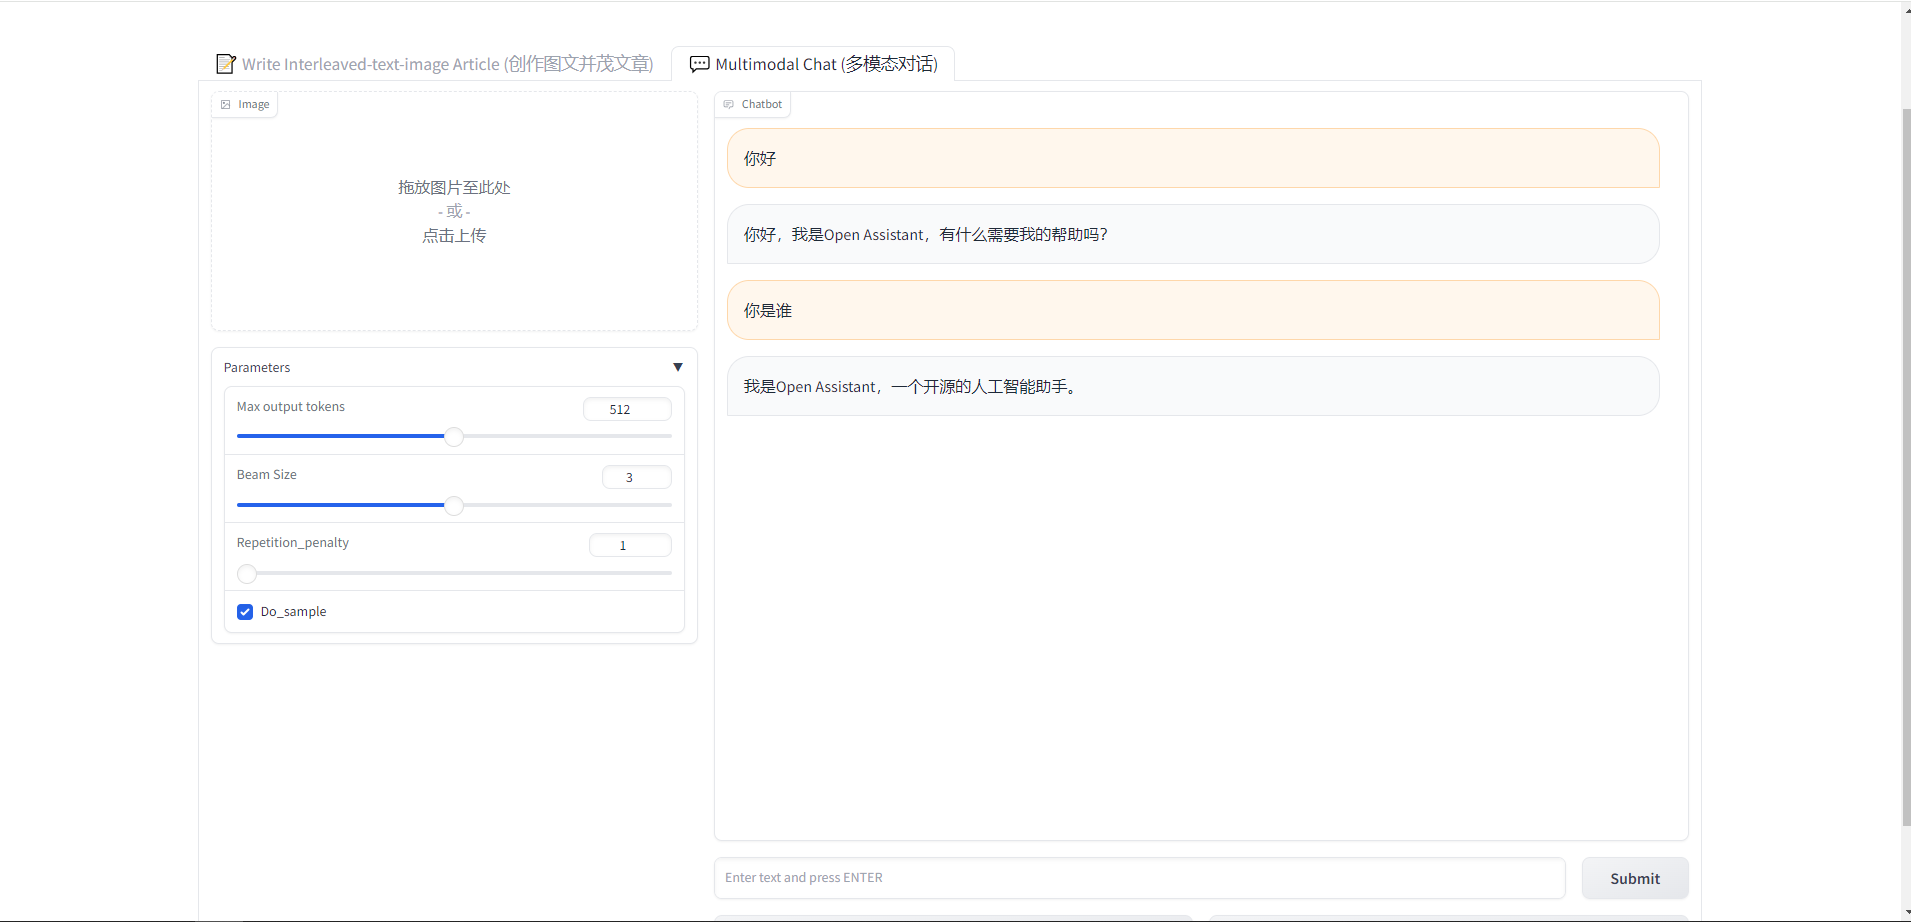 Write Interleaved-text-image Article (创作图文并茂文章)
Multimodal Chat (多模态对话)
Image
拖放图片至此处
- 或 -
点击上传
Parameters
Max output tokens
512
Beam Size
3
Repetition_penalty
1
Do_sample
Chatbot
你好
你好，我是Open Assistant，有什么需要我的帮助吗？
你是谁
我是Open Assistant，一个开源的人工智能助手。
Enter text and press ENTER
Submit